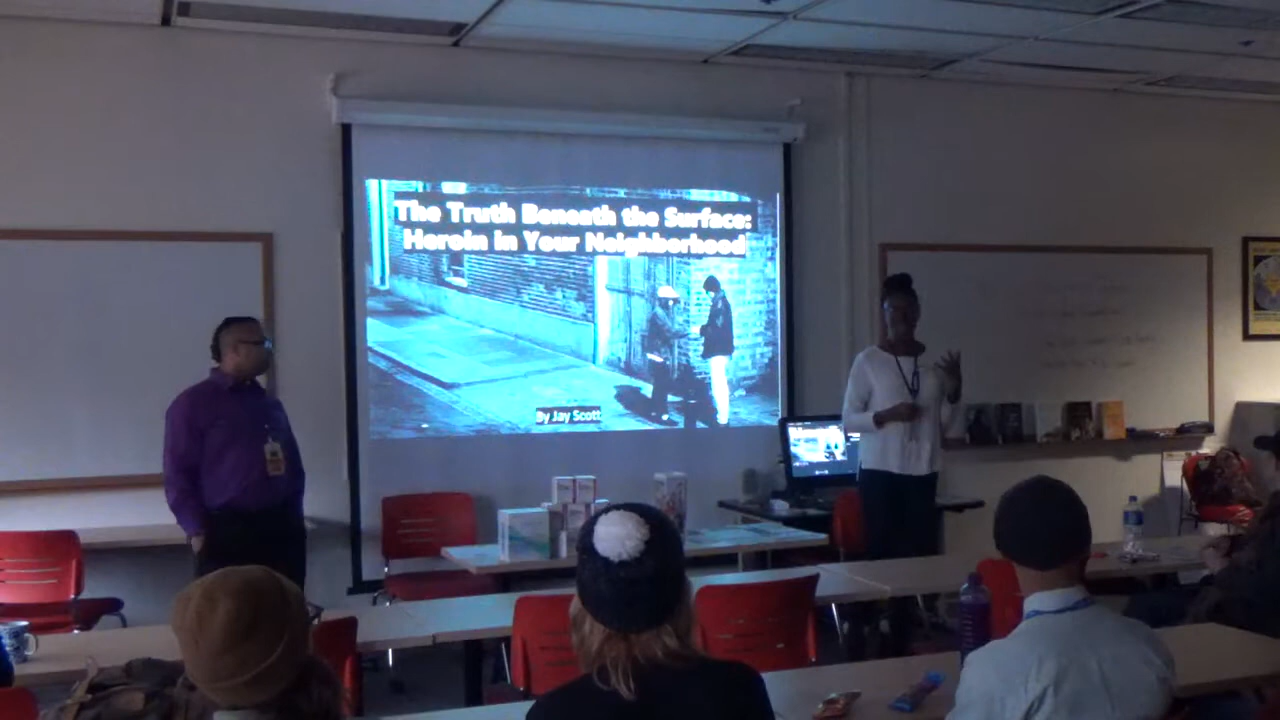 The Truth Beneath the Surface:
Heroin in Your Neighborhood
By Jay Scott